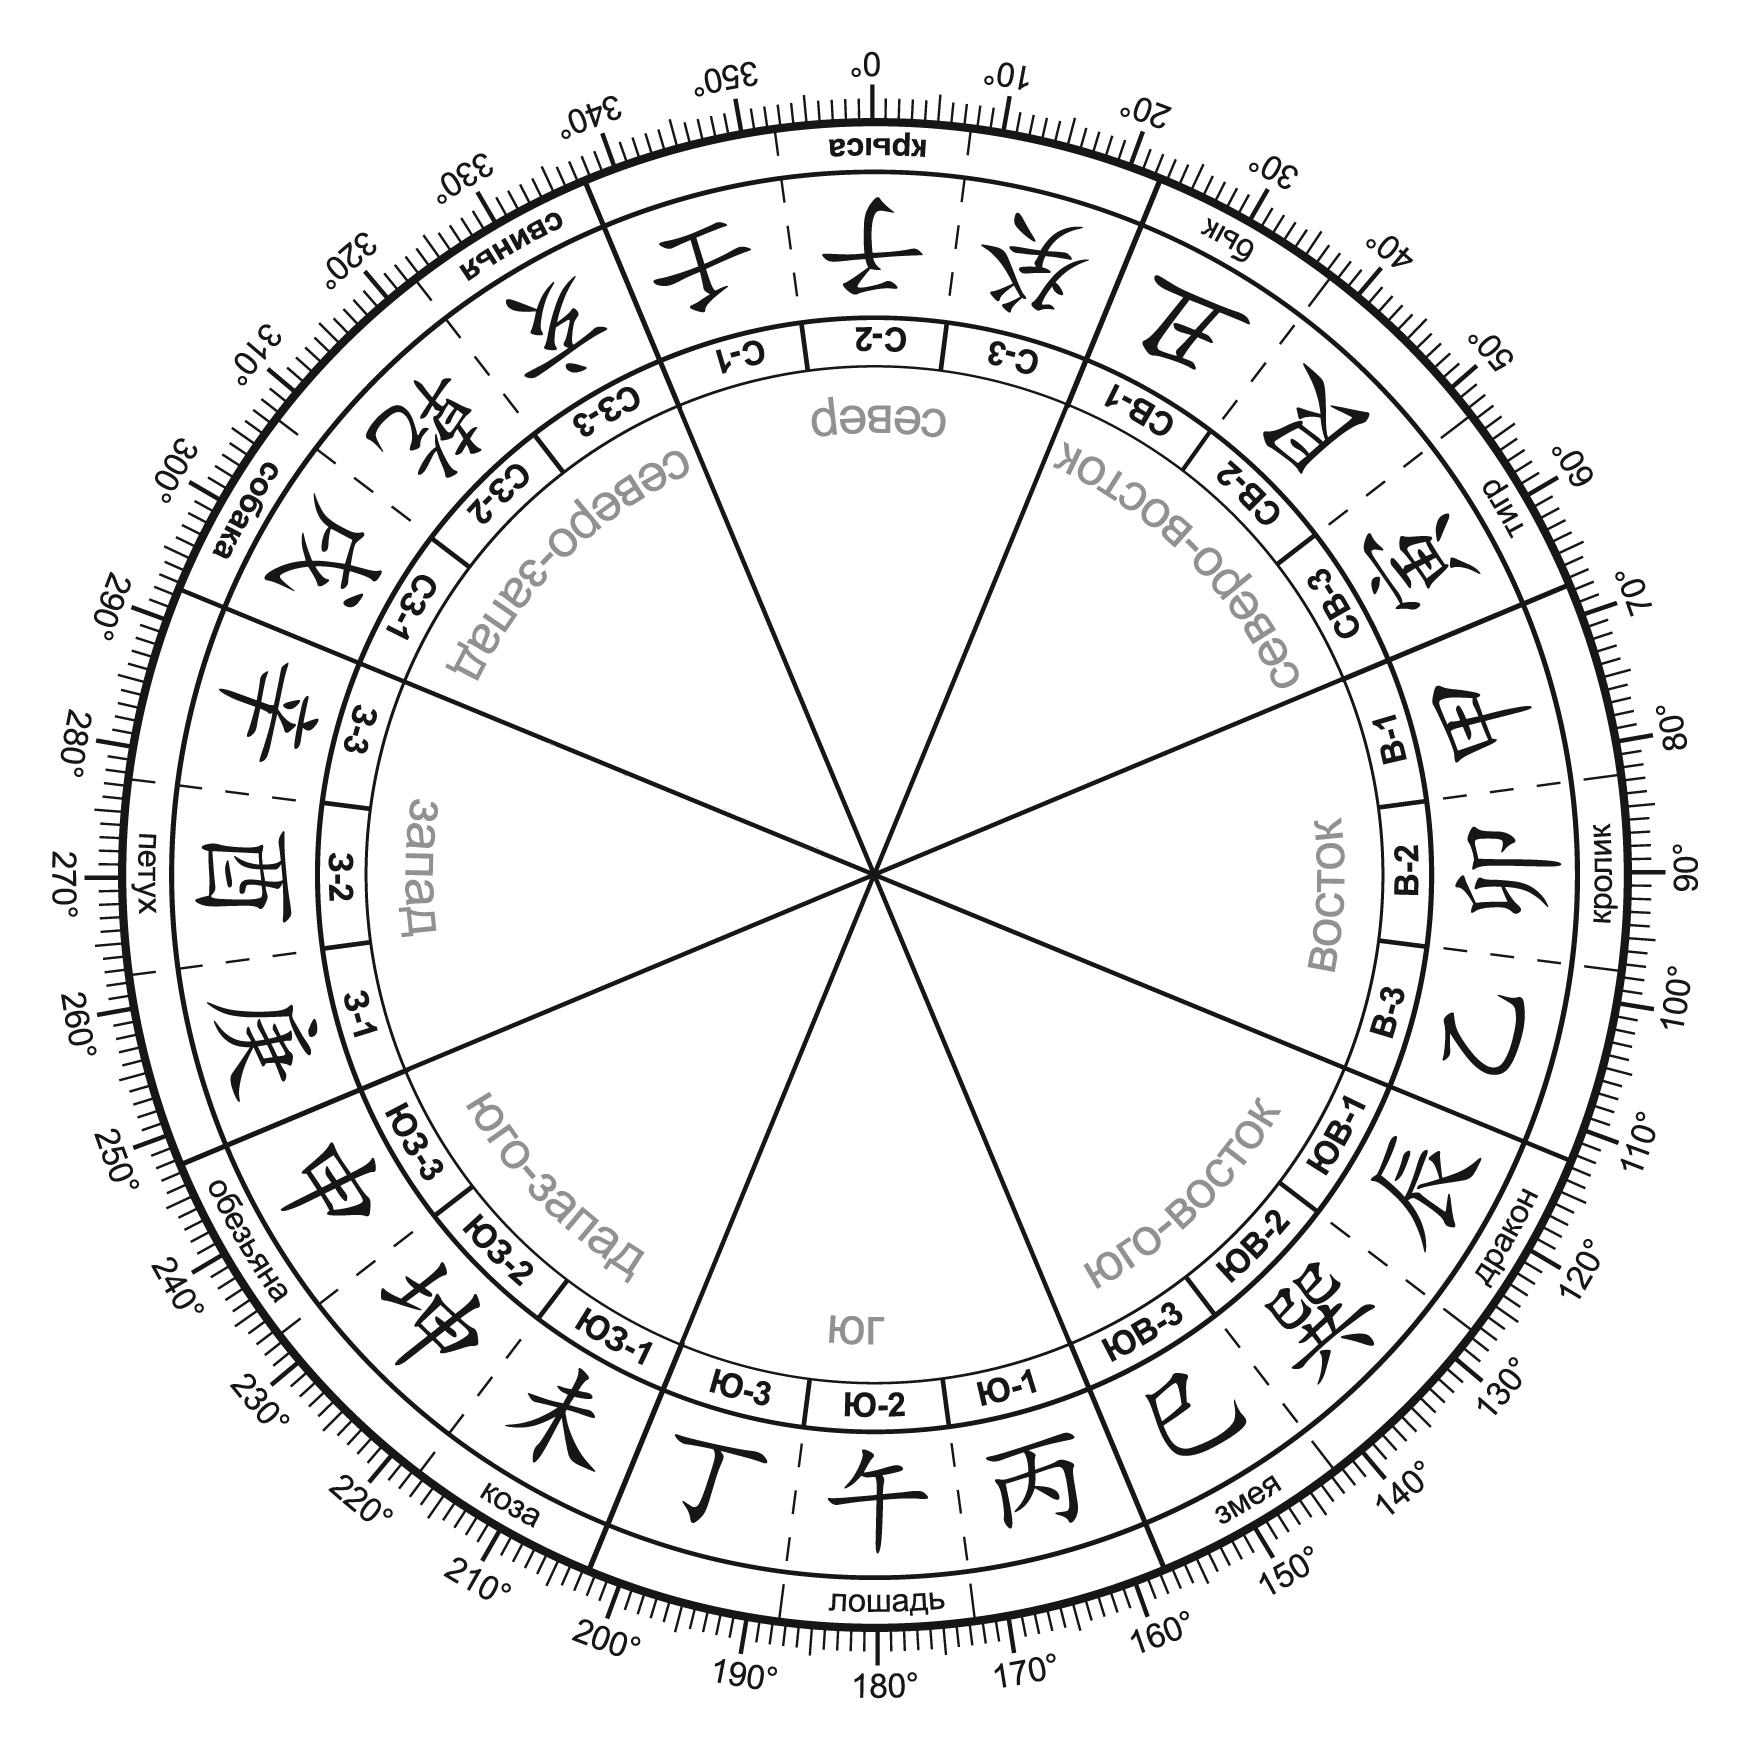 0°
10°
20°
30°
40°
50°
60°
70°
80°
90°
100°
110°
120°
130°
140°
150°
160°
170°
180°
190°
200°
210°
220°
230°
240°
250°
260°
270°
280°
290°
300°
310°
320°
330°
340°
350°
крыса
бык
тигр
кролик
дракон
змея
лошадь
коза
обезьяна
петух
собака
свинья
壬
子
癸
丑
艮
寅
甲
卯
乙
辰
巽
巳
丙
午
丁
未
坤
申
庚
酉
辛
戌
乾
亥
С-1
С-2
С-3
СВ-1
СВ-2
СВ-3
В-1
В-2
В-3
ЮВ-1
ЮВ-2
ЮВ-3
Ю-1
Ю-2
Ю-3
ЮЗ-1
ЮЗ-2
ЮЗ-3
З-1
З-2
З-3
СЗ-1
СЗ-2
СЗ-3
север
северо-восток
восток
юго-восток
юг
юго-запад
запад
северо-запад